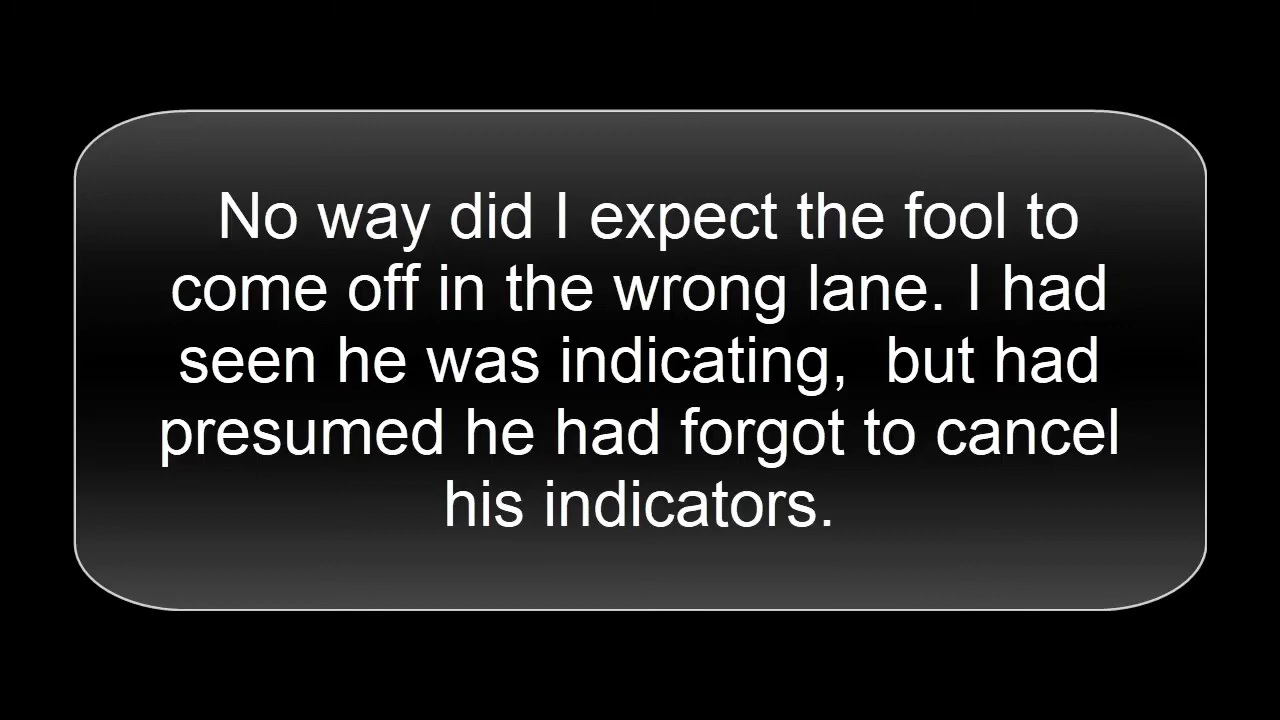 No way did I expect the fool to
come off in the wrong lane. I had
seen he was indicating,  but had
presumed he had forgot to cancel
his indicators.